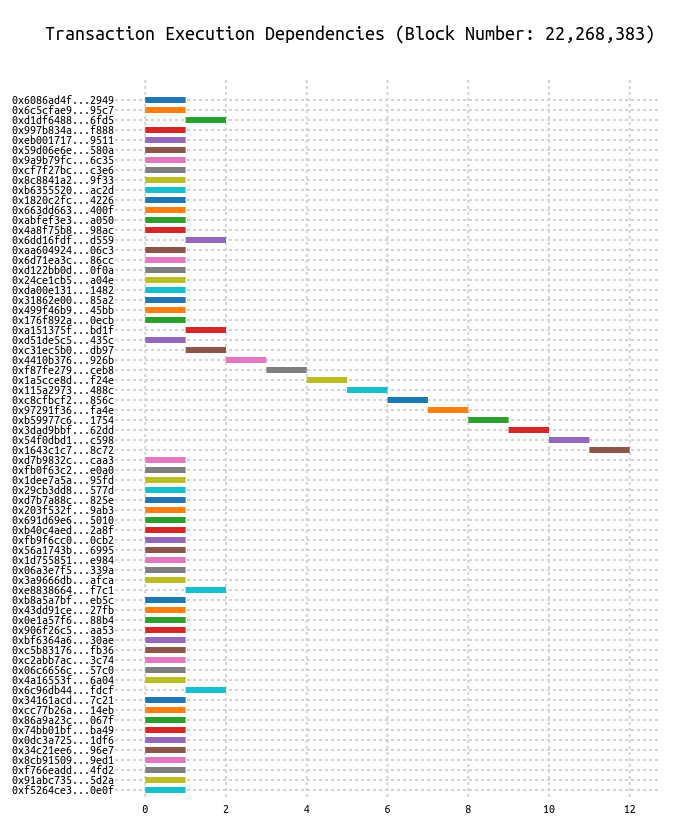 Transaction Execution Dependencies (Block Number: 22,268,383)
0x6086ad4f...2949
0x6c5cfae9...95c7
0xd1df6488...6fd5
0x997b834a...f888
0xeb001717...9511
0x59d06e6e...580a
0x9a9b79fc...6c35
0xcf7f27bc...c3e6
0x8c8841a2...9f33
0xb6355520...ac2d
0x1820c2fc...4226
0x663dd663...400f
0xabfef3e3...a050
0x4a8f75b8...98ac
0x6dd16fdf...d559
0xaa604924...06c3
0x6d71ea3c...86cc
0xd122bb0d...0f0a
0x24ce1cb5...a04e
0xda00e131...1482
0x31862e00...85a2
0x499f46b9...45bb
0x176f892a...0ecb
0xa151375f...bd1f
0xd51de5c5...435c
0xc31ec5b0...db97
0x4410b376...926b
0xf87fe279...ceb8
0x1a5cce8d...f24e
0x115a2973...488c
0xc8cfbcf2...856c
0x97291f36...fa4e
0xb59977c6...1754
0x3dad9bbf...62dd
0x54f0dbd1...c598
0x1643c1c7...8c72
0xd7b9832c...caa3
0xfb0f63c2...e0a0
0x1dee7a5a...95fd
0x29cb3dd8...577d
0xd7b7a88c...825e
0x203f532f...9ab3
0x691d69e6...5010
0xb40c4aed...2a8f
0xfb9f6cc0...0cb2
0x56a1743b...6995
0x1d755851...e984
0x06a3e7f5...339a
0x3a9666db...afca
0xe8838664...f7c1
0xb8a5a7bf...eb5c
0x43dd91ce...27fb
0x0e1a57f6...88b4
0x906f26c5...aa53
0xbf6364a6...30ae
0xc5b83176...fb36
0xc2abb7ac...3c74
0x06c6656c...57c0
0x4a16553f...6a04
0x6c96db44...fdcf
0x34161acd...7c21
0xcc77b26a...14eb
0x86a9a23c...067f
0x74bb01bf...ba49
0x0dc3a725...1df6
0x34c21ee6...96e7
0x8cb91509...9ed1
0xf766eadd...4fd2
0x91abc735...5d2a
0xf5264ce3...0e0f
0 2 4 6 8 10 12